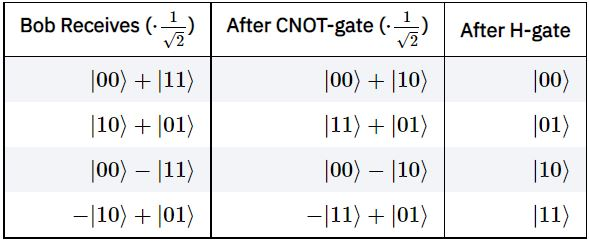 Bob Receives (·1/√2) After CNOT-gate (·1/√2) After H-gate
|00⟩ + |11⟩ |00⟩ + |10⟩ |00⟩
|10⟩ + |01⟩ |11⟩ + |01⟩ |01⟩
|00⟩ − |11⟩ |00⟩ − |10⟩ |10⟩
−|10⟩ + |01⟩ −|11⟩ + |01⟩ |11⟩